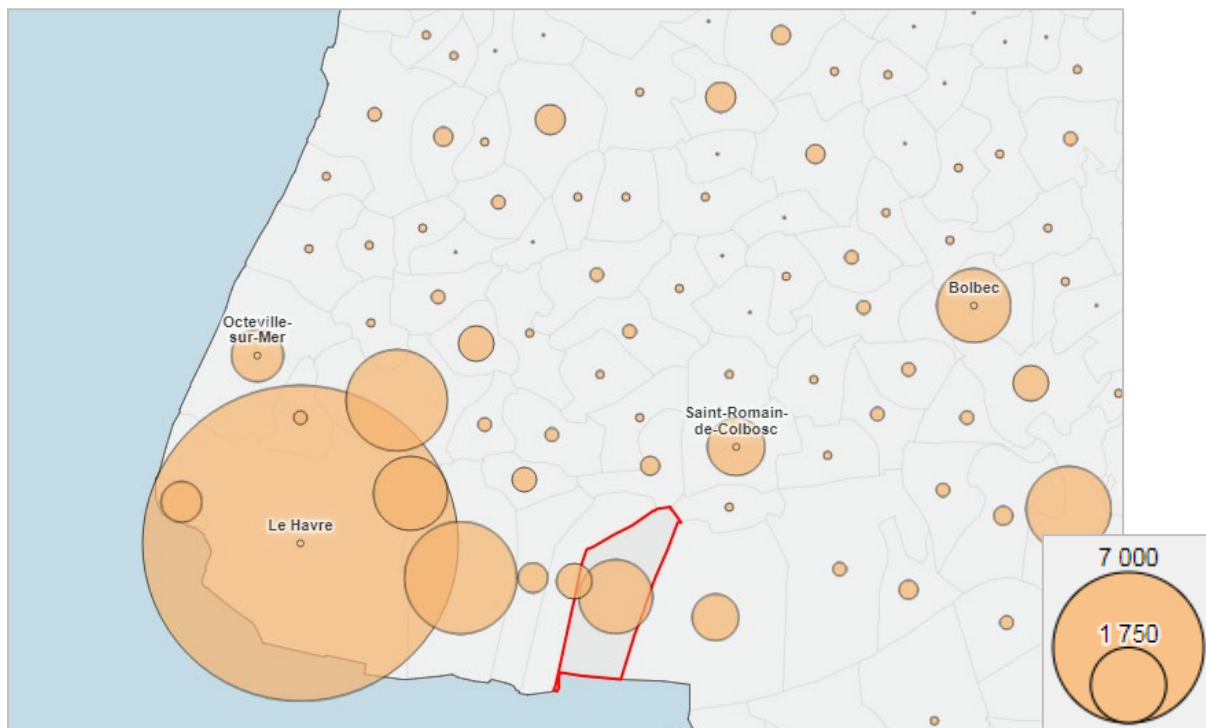 Bolbec
Octeville-
sur-Mer
Saint-Romain-
de-Colbosc
Le Havre
7 000
1 750